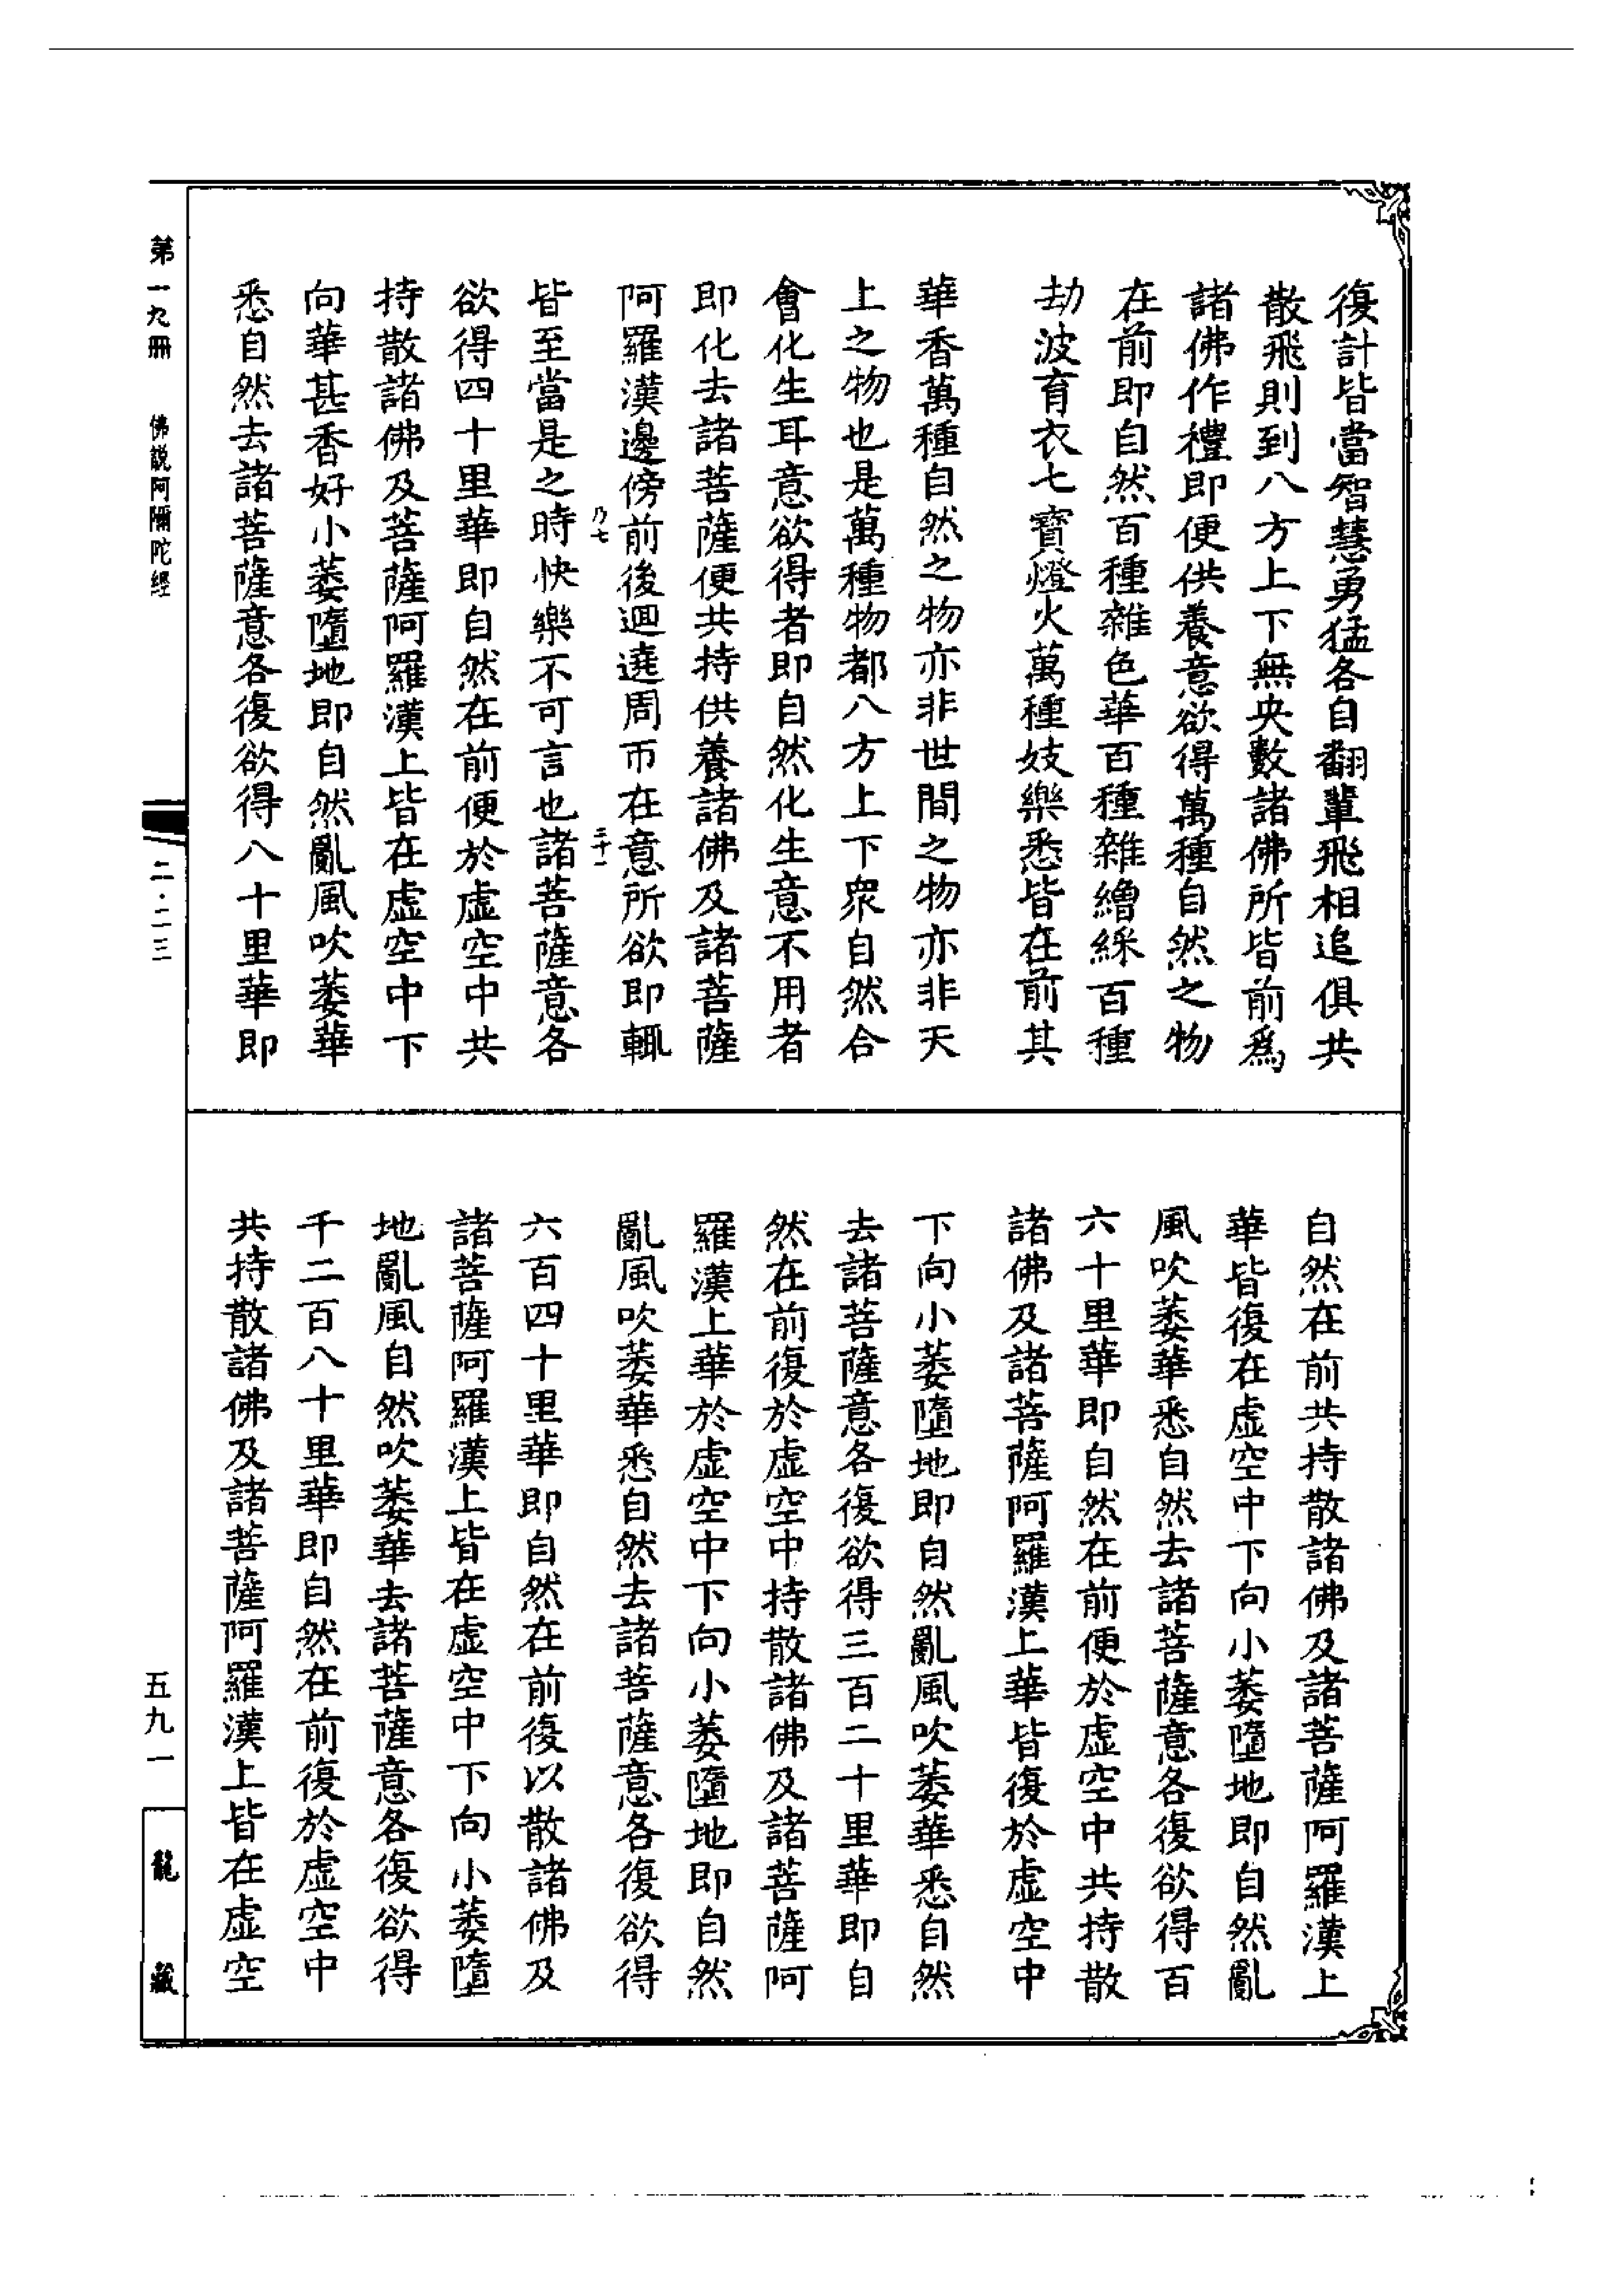 復計皆當智慧勇猛各自翻輩飛相追俱共
散飛則到八方上下無央數諸佛所皆前爲
諸佛作禮即便供養意欲得萬種自然之物
在前即自然百種雜色華百種雜繒綵百種
劫波育衣七寶燈火萬種妓樂悉皆在前其
華香萬種自然之物亦非世間之物亦非天
上之物也是萬種物都八方上下衆自然合
會化生耳意欲得者即自然化生意不用者
即化去諸菩薩便共持供養諸佛及諸菩薩
阿羅漢邊傍前後迴遶周帀在意所欲即輒
乃七
三十一
皆至當是之時快樂不可言也諸菩薩意各
欲得四十里華即自然在前便於虛空中共
持散諸佛及菩薩阿羅漢上皆在虛空中下
向華甚香好小萎墮地即自然亂風吹萎華
悉自然去諸菩薩意各復欲得八十里華即
自然在前共持散諸佛及諸菩薩阿羅漢上
華皆復在虛空中下向小萎墮地即自然亂
風吹萎華悉自然去諸菩薩意各復欲得百
六十里華即自然在前便於虛空中共持散
諸佛及諸菩薩阿羅漢上華皆復於虛空中
下向小萎墮地即自然亂風吹萎華悉自然
去諸菩薩意各復欲得三百二十里華即自
然在前復於虛空中持散諸佛及諸菩薩阿
羅漢上華於虛空中下向小萎墮地即自然
亂風吹萎華悉自然去諸菩薩意各復欲得
六百四十里華即自然在前復以散諸佛及
諸菩薩阿羅漢上皆在虛空中下向小萎墮
地亂風自然吹萎華去諸菩薩意各復欲得
千二百八十里華即自然在前復於虛空中
共持散諸佛及諸菩薩阿羅漢上皆在虛空
第一九冊 佛説阿彌陀經
二·二三
五九一
龍藏